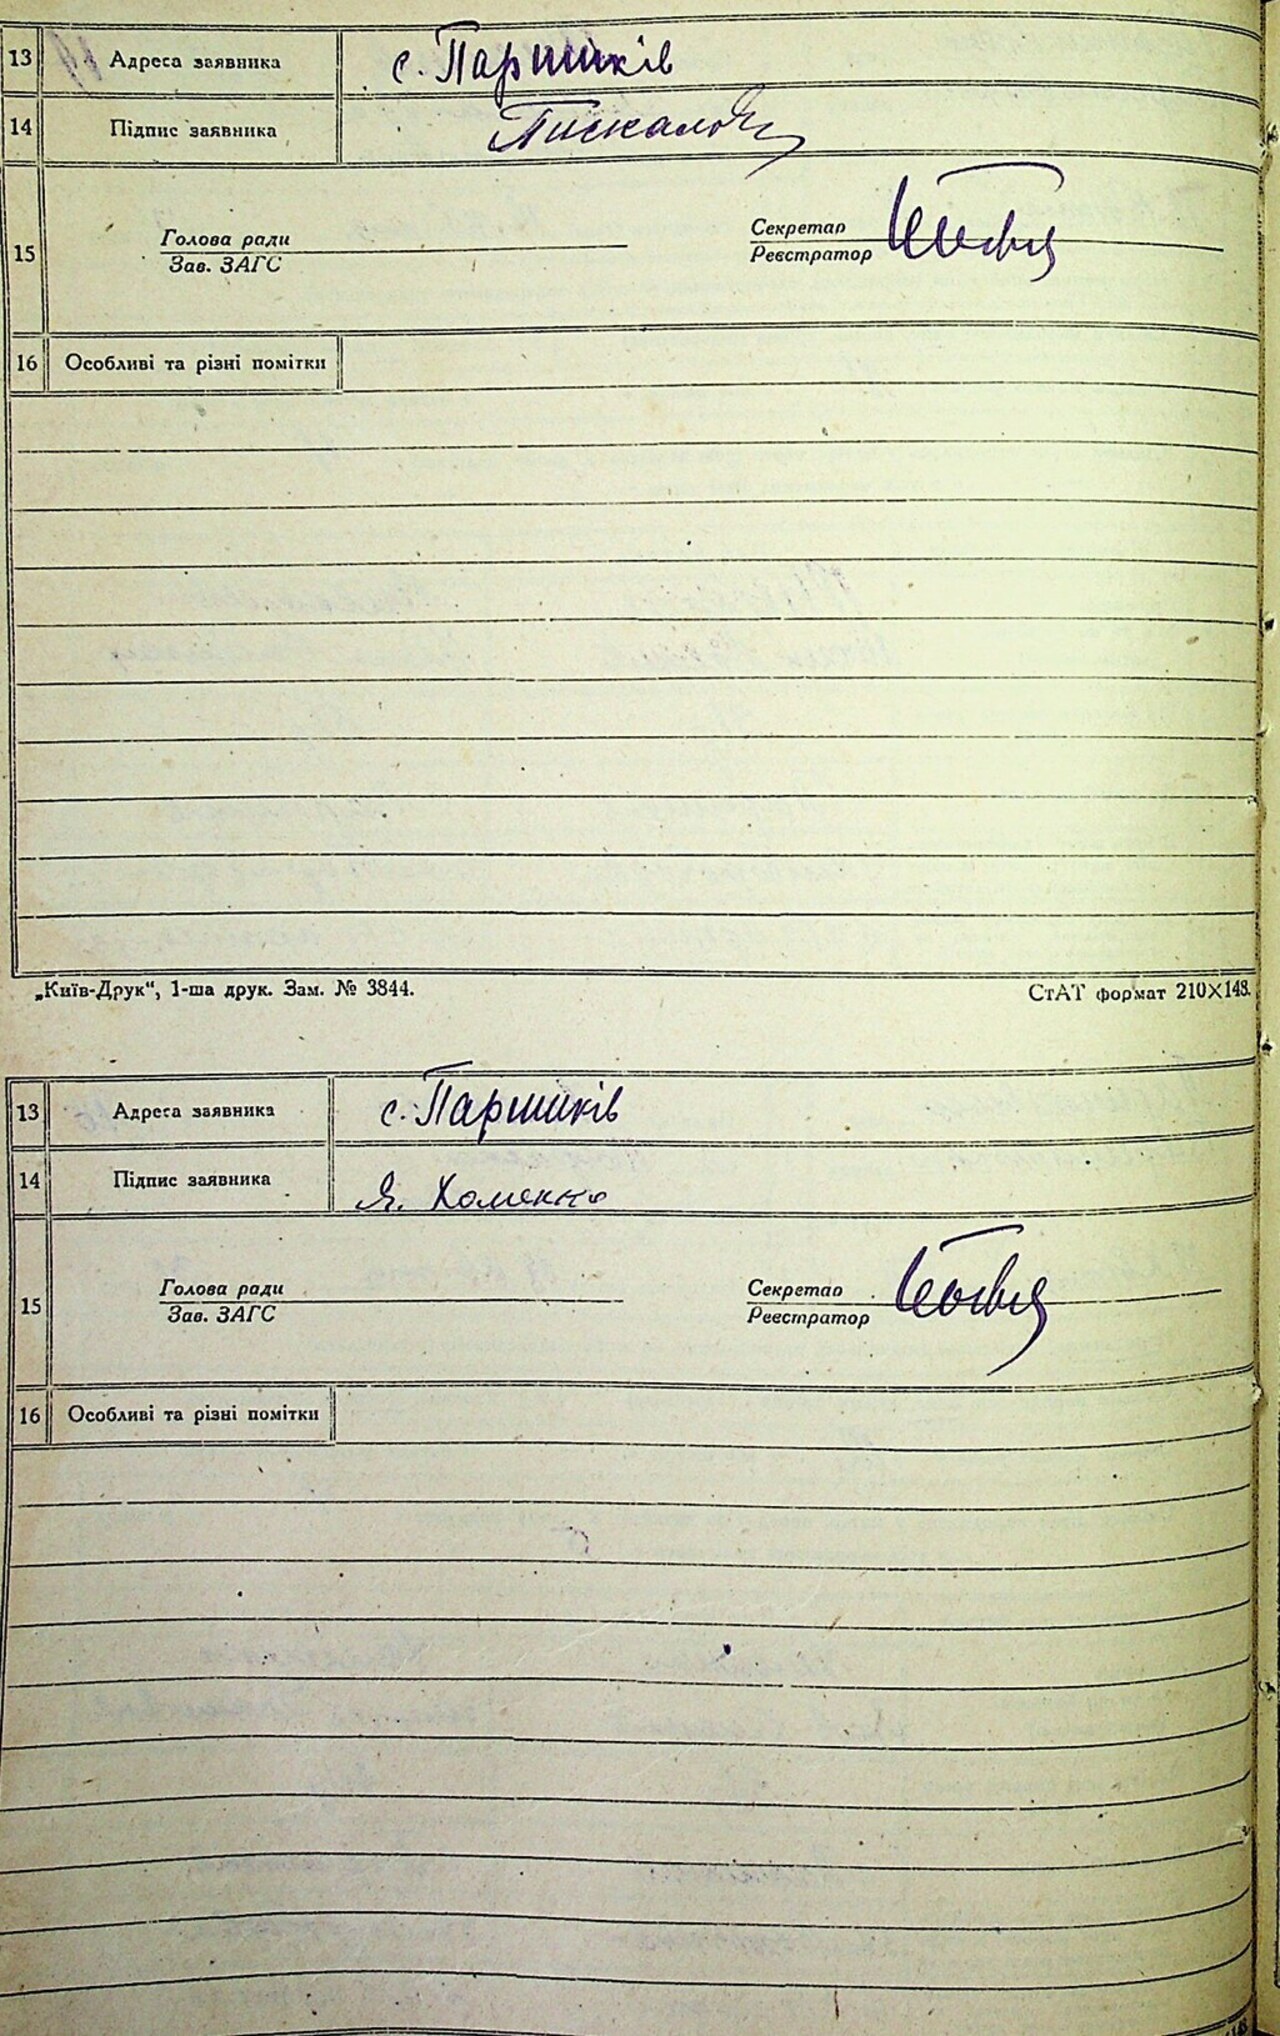 13 Адреса заявника с. Паршиків
14 Підпис заявника
15 Голова ради Секретар
Зав. ЗАГС Реєстратор
16 Особливі та різні помітки
„Київ-Друк“, 1-ша друк. Зам. № 3844. СтАТ формат 210×148.
13 Адреса заявника с. Паршиків
14 Підпис заявника Я. Хоменко
15 Голова ради Секретар
Зав. ЗАГС Реєстратор
16 Особливі та різні помітки